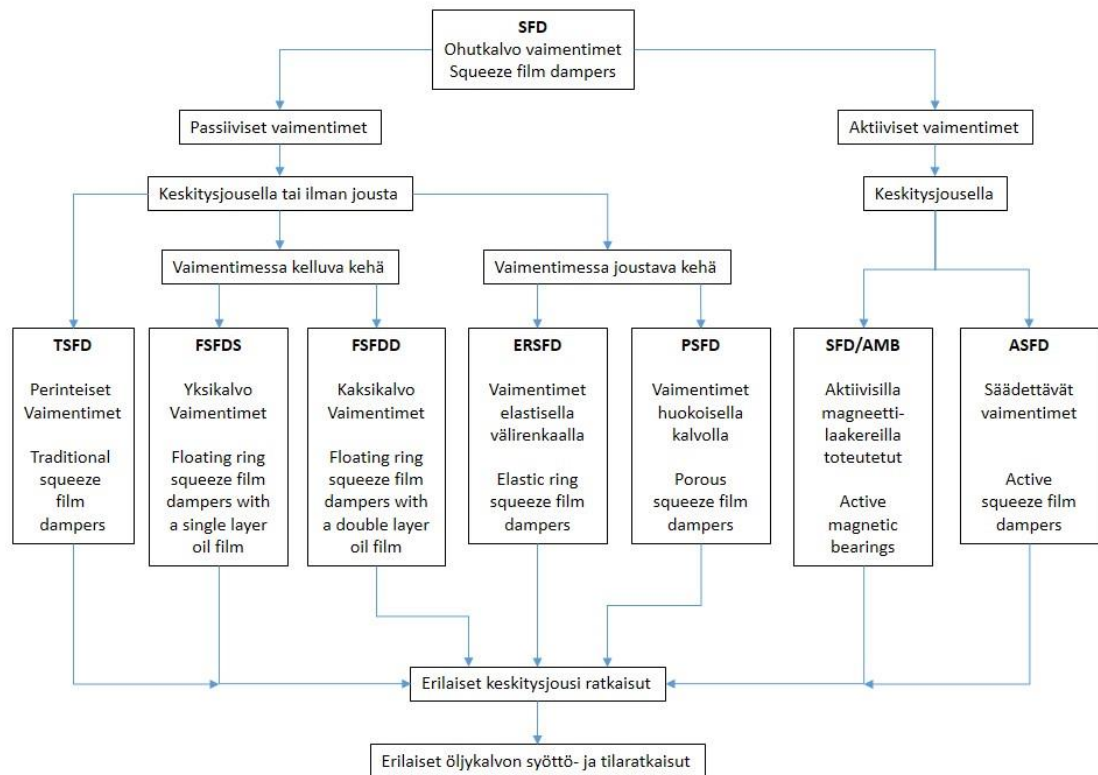 SFD
Ohutkalvo vaimentimet
Squeeze film dampers
Passiiviset vaimentimet
Aktiiviset vaimentimet
Keskitysjousella tai ilman jousta
Keskitysjousella
Vaimentimessa kelluva kehä
Vaimentimessa joustava kehä
TSFD
Perinteiset
Vaimentimet
Traditional
squeeze
film
dampers
FSFDS
Yksikalvo
Vaimentimet
Floating ring
squeeze film
dampers with
a single layer
oil film
FSFDD
Kaksikalvo
Vaimentimet
Floating ring
squeeze film
dampers with
a double layer
oil film
ERSFD
Vaimentimet
elastisella
välirenkaalla
Elastic ring
squeeze film
dampers
PSFD
Vaimentimet
huokoisella
kalvolla
Porous
squeeze film
dampers
SFD/AMB
Aktiivisilla
magneetti-
laakereilla
toteutetut
Active
magnetic
bearings
ASFD
Säädettävät
vaimentimet
Active
squeeze film
dampers
Erilaiset keskitysjousi ratkaisut
Erilaiset öljykalvon syöttö- ja tilaratkaisut